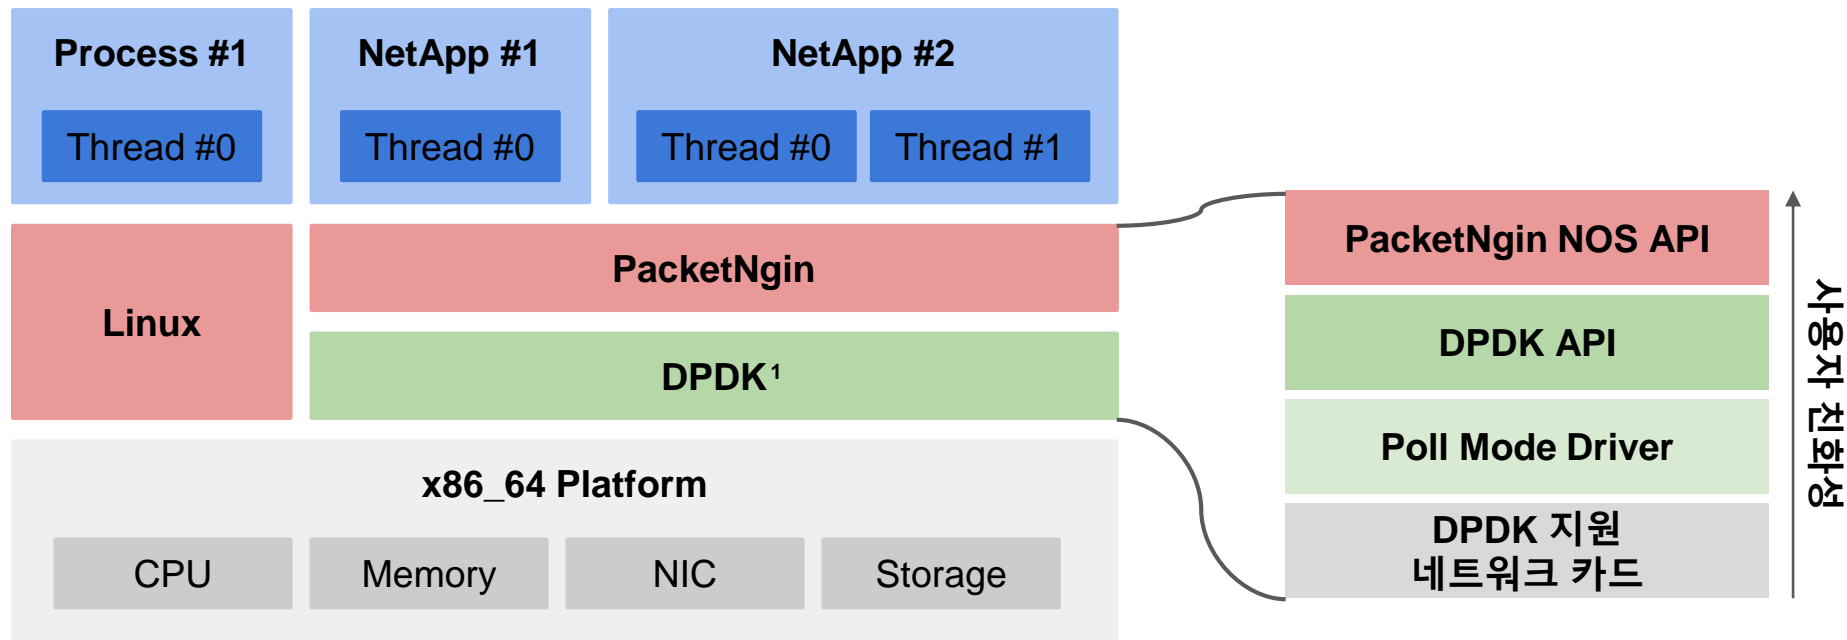 Process #1
NetApp #1
NetApp #2
Thread #0
Thread #0
Thread #0
Thread #1
Linux
PacketNgin
DPDK¹
x86_64 Platform
CPU
Memory
NIC
Storage
PacketNgin NOS API
DPDK API
Poll Mode Driver
DPDK 지원
네트워크 카드
사용자 친화성